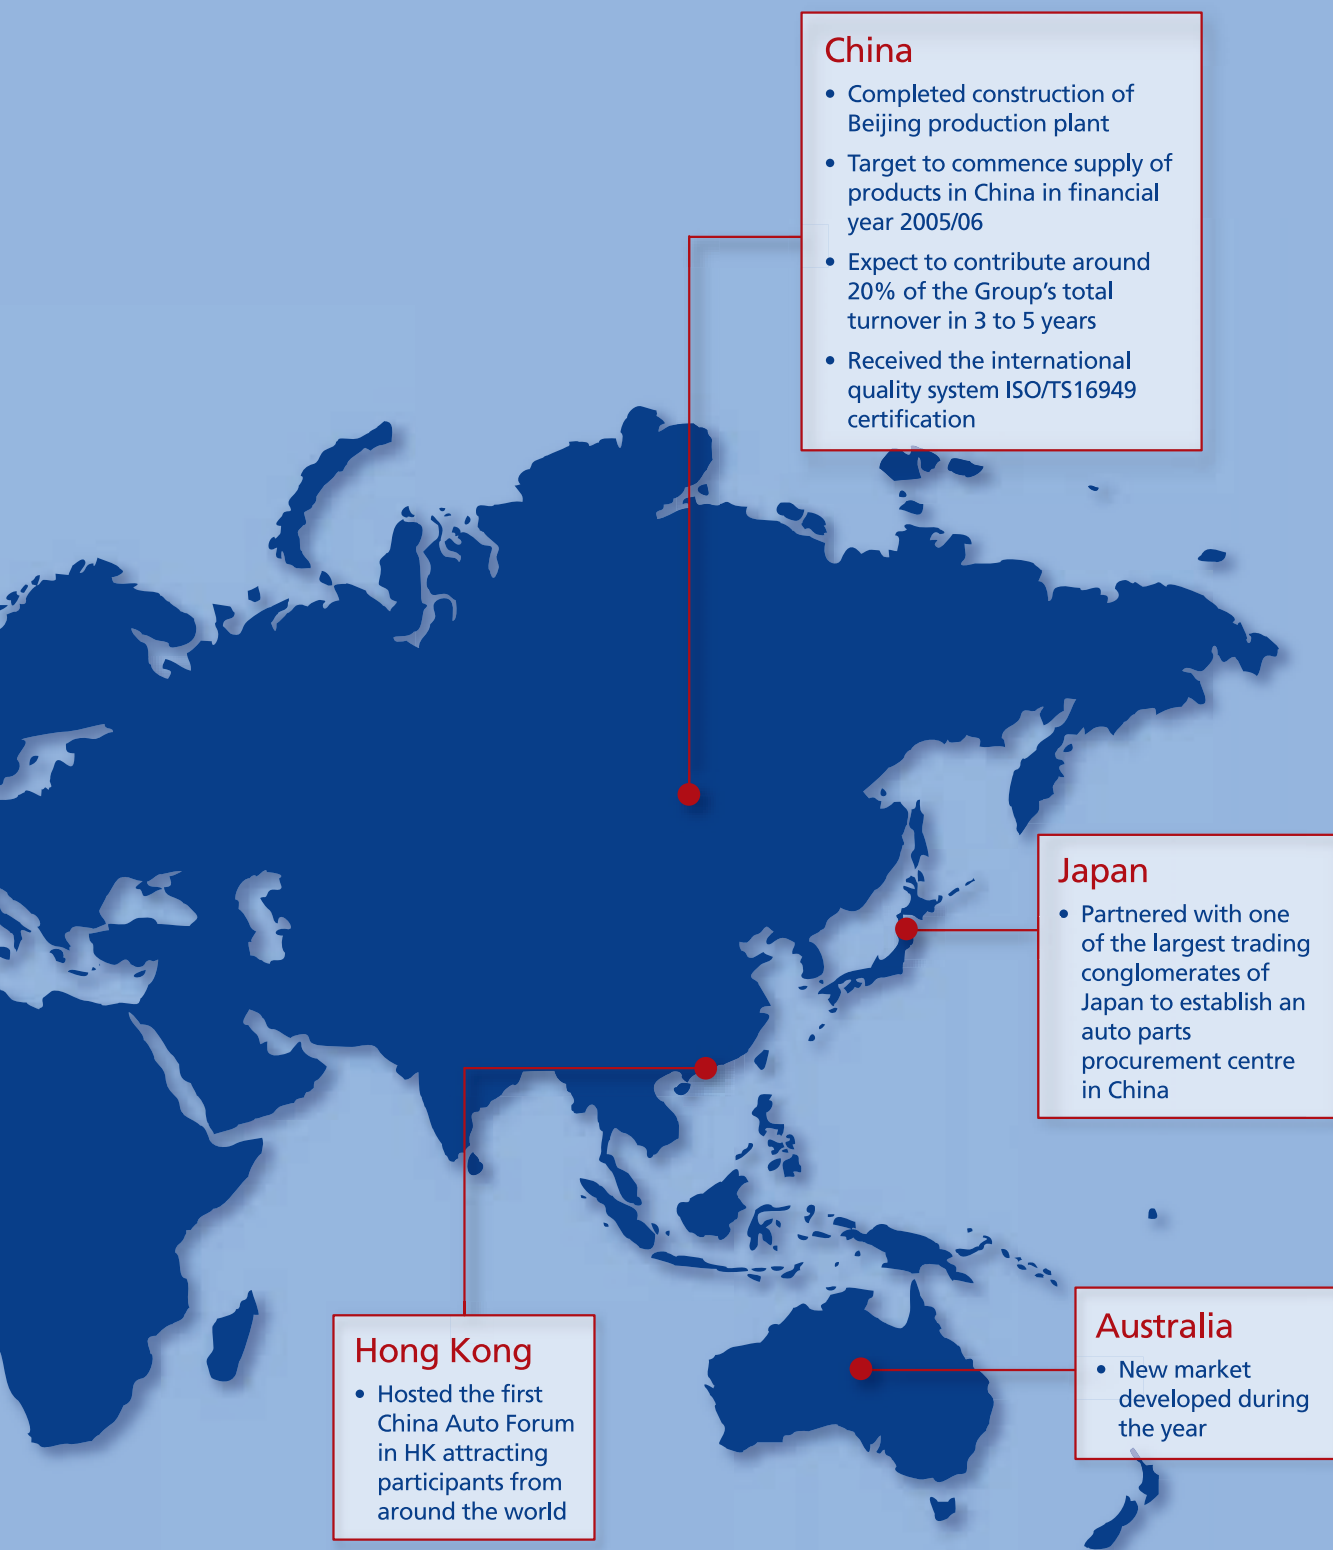 China
• Completed construction of
Beijing production plant
• Target to commence supply of
products in China in financial
year 2005/06
• Expect to contribute around
20% of the Group’s total
turnover in 3 to 5 years
• Received the international
quality system ISO/TS16949
certification
Japan
• Partnered with one
of the largest trading
conglomerates of
Japan to establish an
auto parts
procurement centre
in China
Hong Kong
• Hosted the first
China Auto Forum
in HK attracting
participants from
around the world
Australia
• New market
developed during
the year